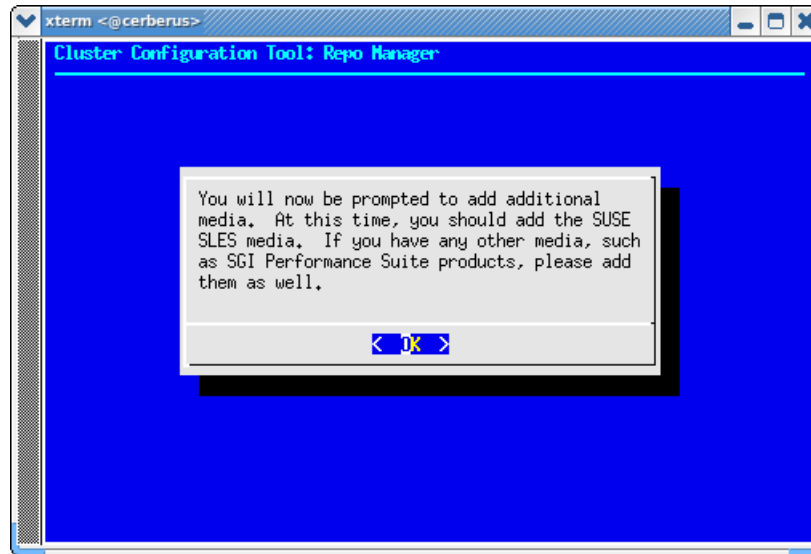 xterm <@cerberus>
Cluster Configuration Tool: Repo Manager
You will now be prompted to add additional
media. At this time, you should add the SUSE
SLES media. If you have any other media, such
as SGI Performance Suite products, please add
them as well.
< OK >